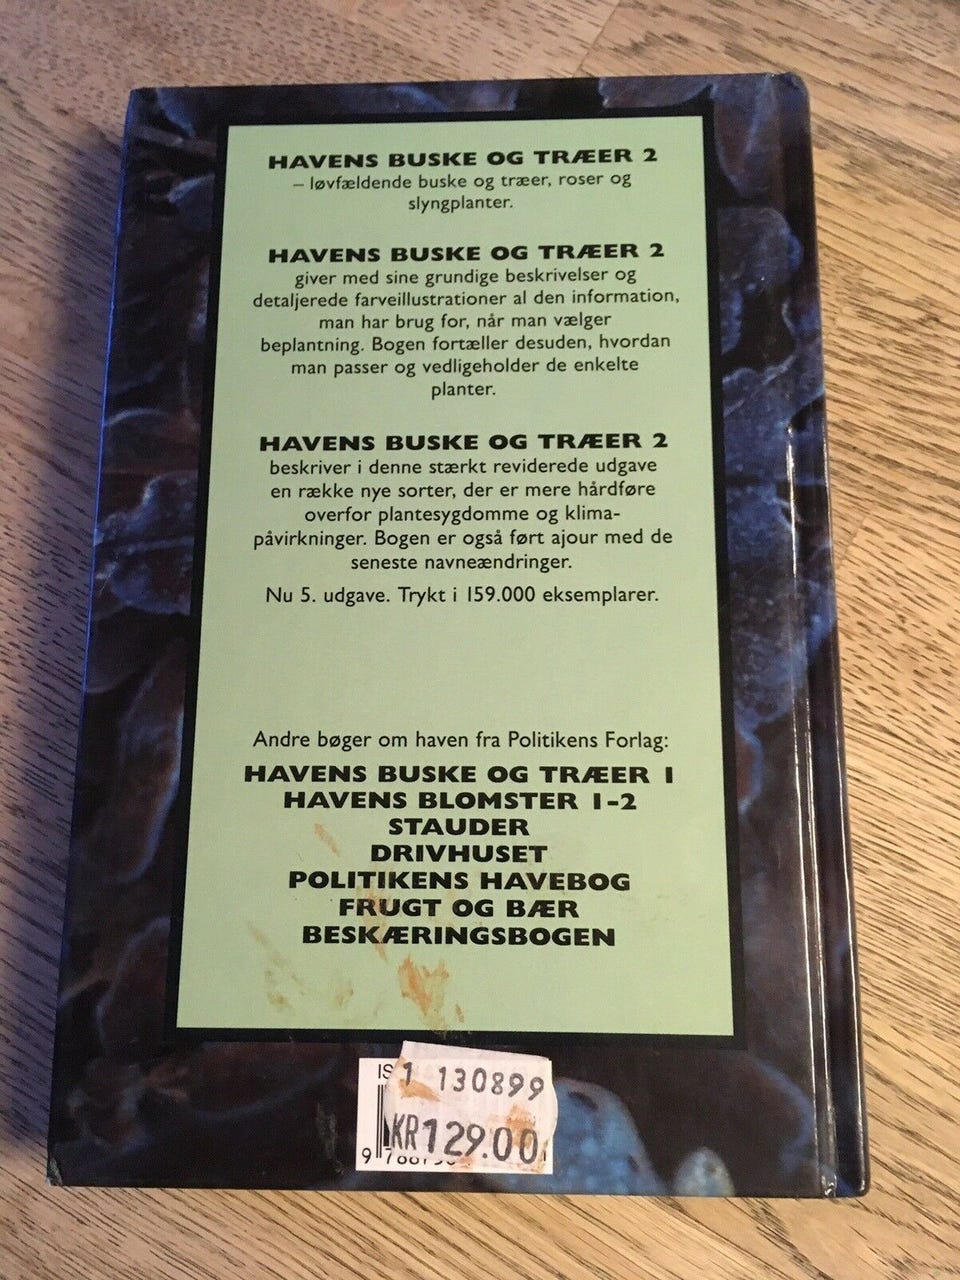 HAVENS BUSKE OG TRÆER 2
– løvfældende buske og træer, roser og
slyngplanter.
HAVENS BUSKE OG TRÆER 2
giver med sine grundige beskrivelser og
detaljerede farveillustrationer al den information,
man har brug for, når man vælger
beplantning. Bogen fortæller desuden, hvordan
man passer og vedligeholder de enkelte
planter.
HAVENS BUSKE OG TRÆER 2
beskriver i denne stærkt reviderede udgave
en række nye sorter, der er mere hårdføre
overfor plantesygdomme og klima-
påvirkninger. Bogen er også ført ajour med de
seneste navneændringer.
Nu 5. udgave. Trykt i 159.000 eksemplarer.
Andre bøger om haven fra Politikens Forlag:
HAVENS BUSKE OG TRÆER 1
HAVENS BLOMSTER 1-2
STAUDER
DRIVHUSET
POLITIKENS HAVEBOG
FRUGT OG BÆR
BESKÆRINGSBOGEN
IS
1 130899
KR129.00